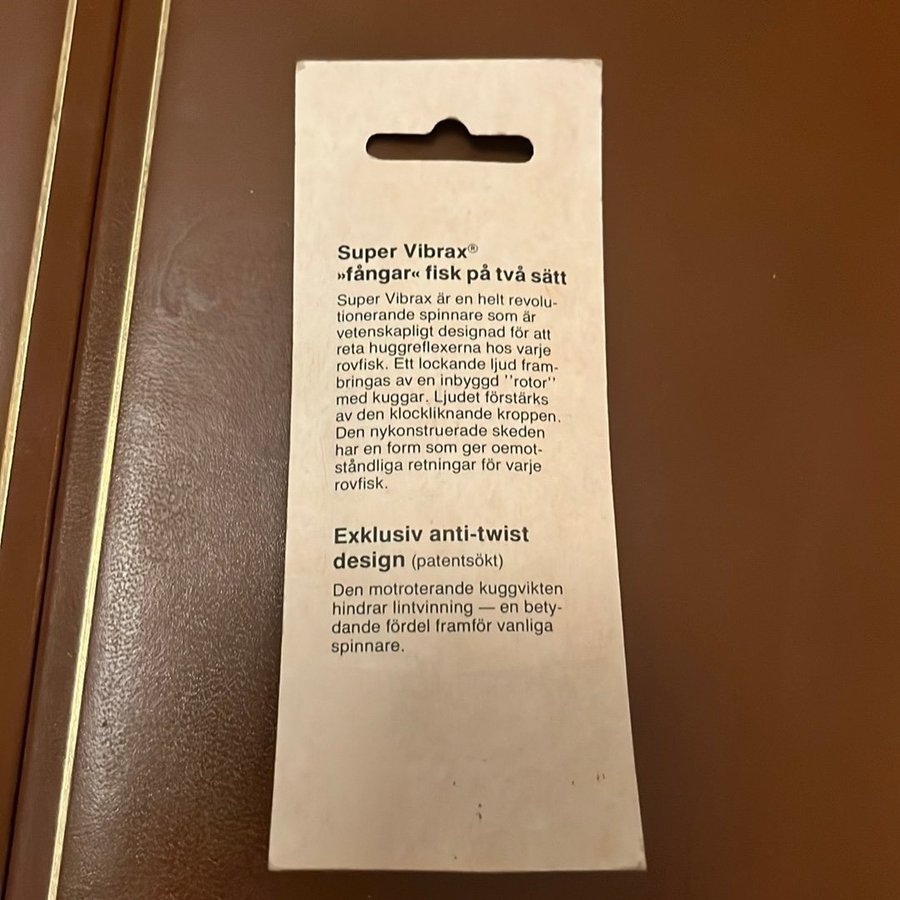 Super Vibrax®
»fångar« fisk på två sätt
Super Vibrax är en helt revolu-
tionerande spinnare som är
vetenskapligt designad för att
reta huggreflexerna hos varje
rovfisk. Ett lockande ljud fram-
bringas av en inbyggd ''rotor''
med kuggar. Ljudet förstärks
av den klockliknande kroppen.
Den nykonstruerade skeden
har en form som ger oemot-
ståndliga retningar för varje
rovfisk.
Exklusiv anti-twist
design (patentsökt)
Den motroterande kuggvikten
hindrar lintvinning — en bety-
dande fördel framför vanliga
spinnare.